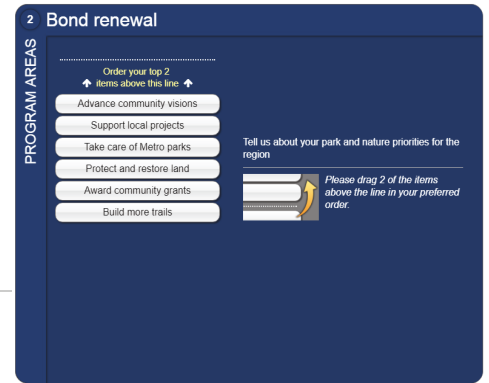 2 Bond renewal
PROGRAM AREAS
Order your top 2
items above this line
Advance community visions
Support local projects
Take care of Metro parks
Protect and restore land
Award community grants
Build more trails
Tell us about your park and nature priorities for the
region
Please drag 2 of the items
above the line in your preferred
order.